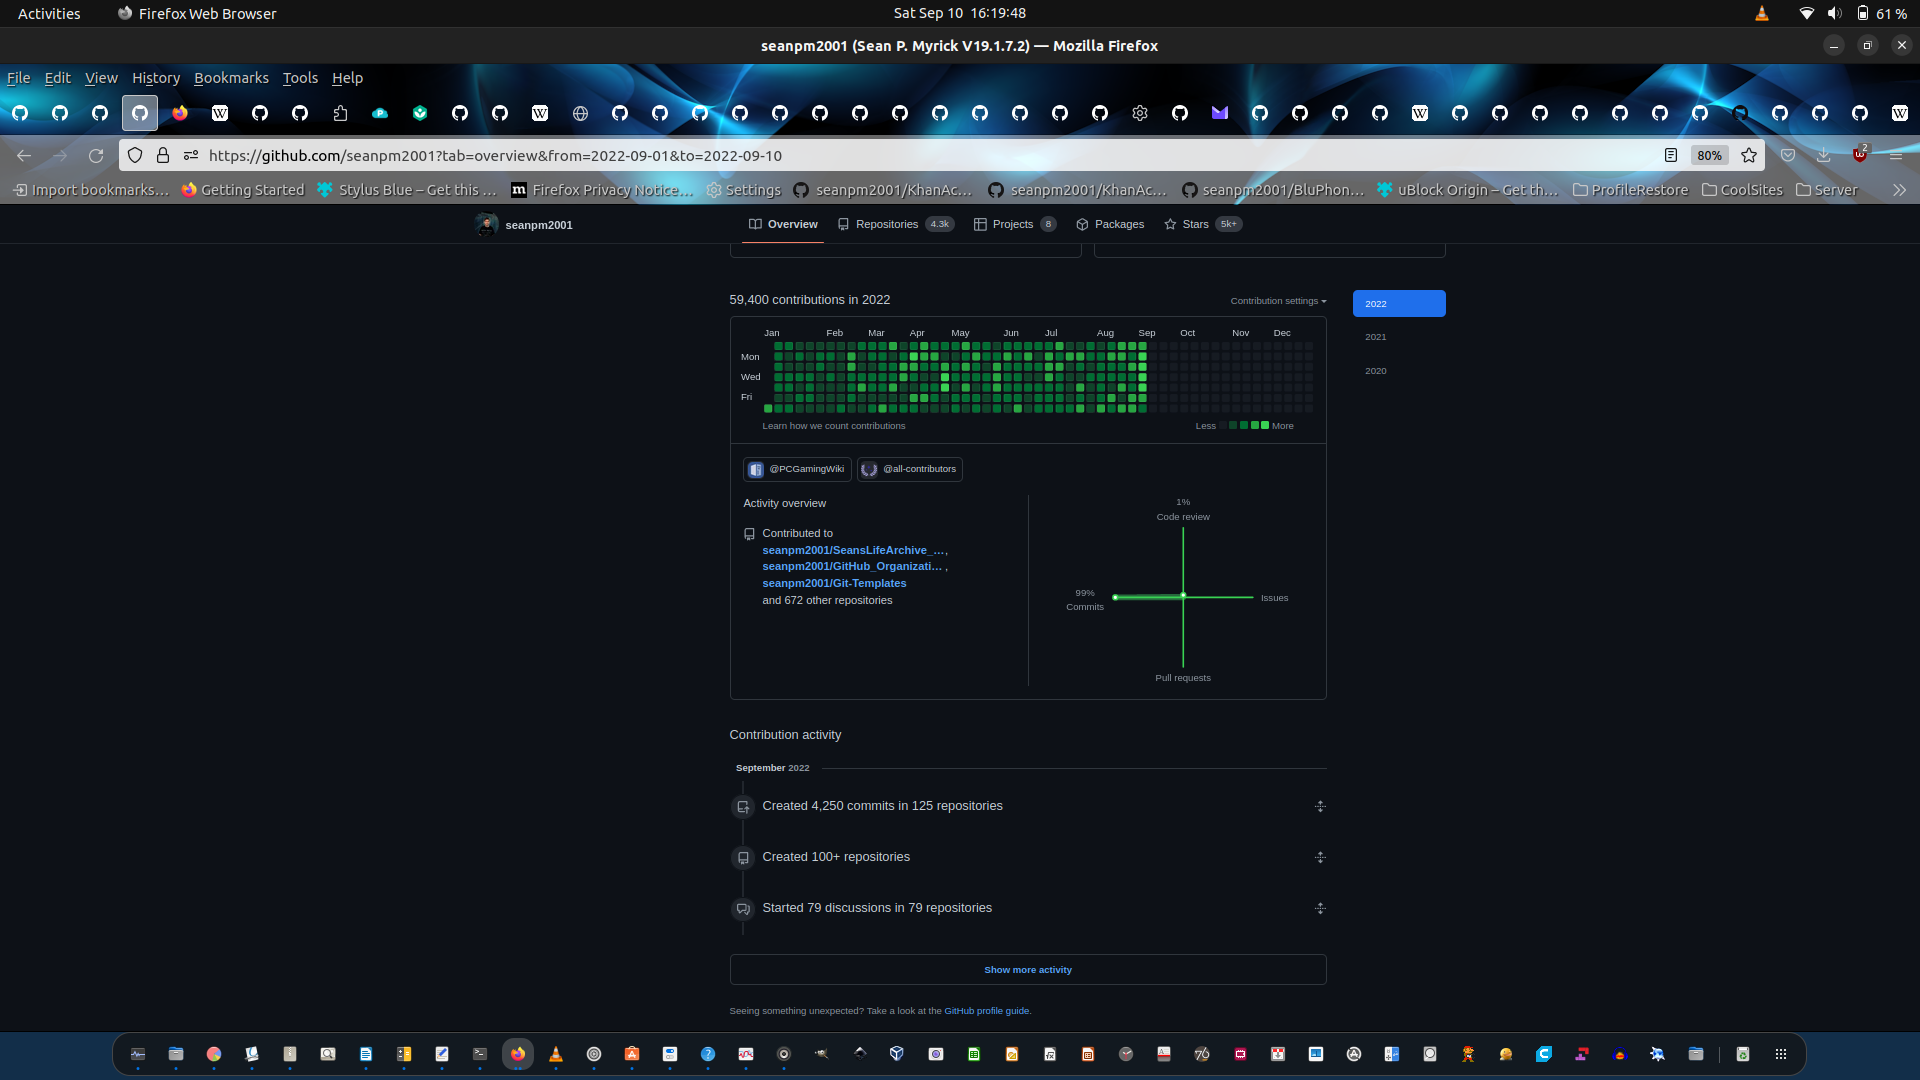 Activities Firefox Web Browser Sat Sep 10 16:19:48 61 %
seanpm2001 (Sean P. Myrick V19.1.7.2) — Mozilla Firefox
File Edit View History Bookmarks Tools Help
https://github.com/seanpm2001?tab=overview&from=2022-09-01&to=2022-09-10 80% 2
Import bookmarks… Getting Started Stylus Blue – Get this … Firefox Privacy Notice… Settings seanpm2001/KhanAc… seanpm2001/KhanAc… seanpm2001/BluPhon… uBlock Origin – Get th… ProfileRestore CoolSites Server
seanpm2001 Overview Repositories 4.3k Projects 8 Packages Stars 5k+
59,400 contributions in 2022 Contribution settings 2022
Jan Feb Mar Apr May Jun Jul Aug Sep Oct Nov Dec
2021
Mon
2020
Wed
Fri
Learn how we count contributions Less More
@PCGamingWiki @all-contributors
Activity overview
1%
Code review
Contributed to
seanpm2001/SeansLifeArchive_…,
seanpm2001/GitHub_Organizati… ,
seanpm2001/Git-Templates
and 672 other repositories
99%
Commits
Issues
Pull requests
Contribution activity
September 2022
Created 4,250 commits in 125 repositories
Created 100+ repositories
Started 79 discussions in 79 repositories
Show more activity
Seeing something unexpected? Take a look at the GitHub profile guide.
76